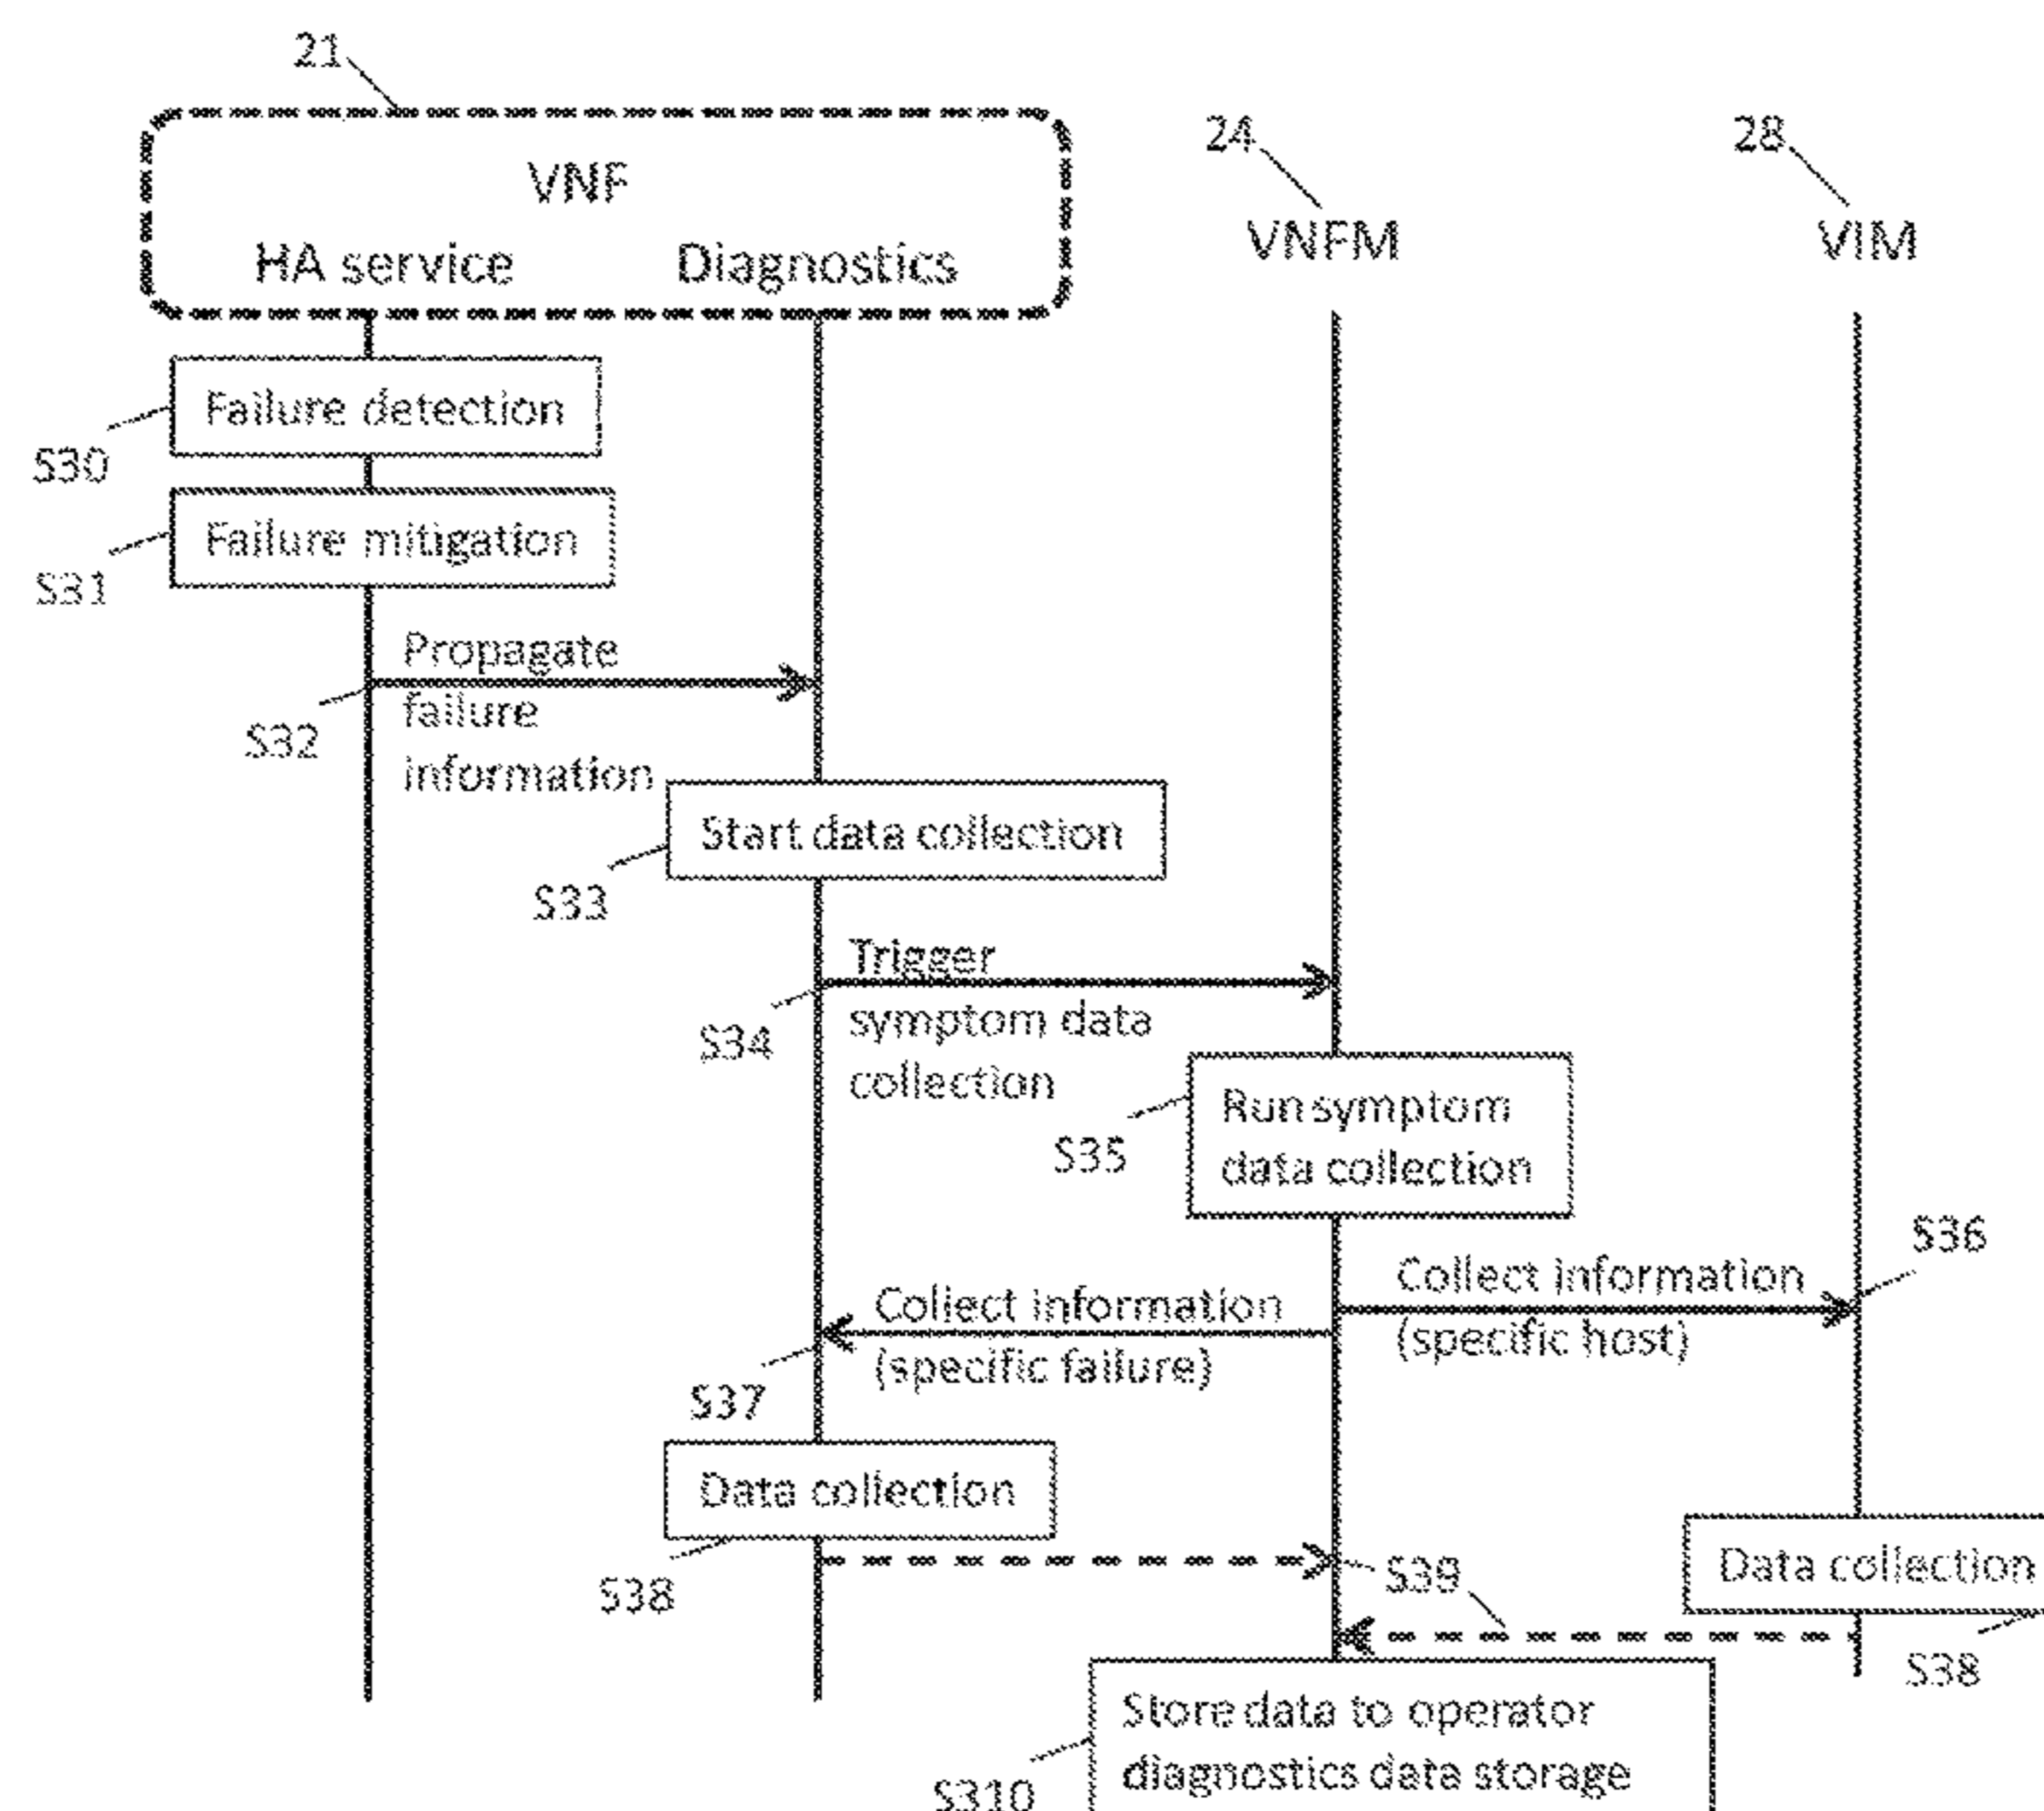 21
VNF
HA service
Diagnostics
24
VNFM
28
VIM
Failure detection
S30
Failure mitigation
S31
Propagate
failure
information
S32
Start data collection
S33
Trigger
symptom data
collection
S34
Run symptom
data collection
S35
S36
Collect information
(specific host)
Collect information
(specific failure)
S37
Data collection
S38
S39
Data collection
S38
Store data to operator
diagnostics data storage
S310